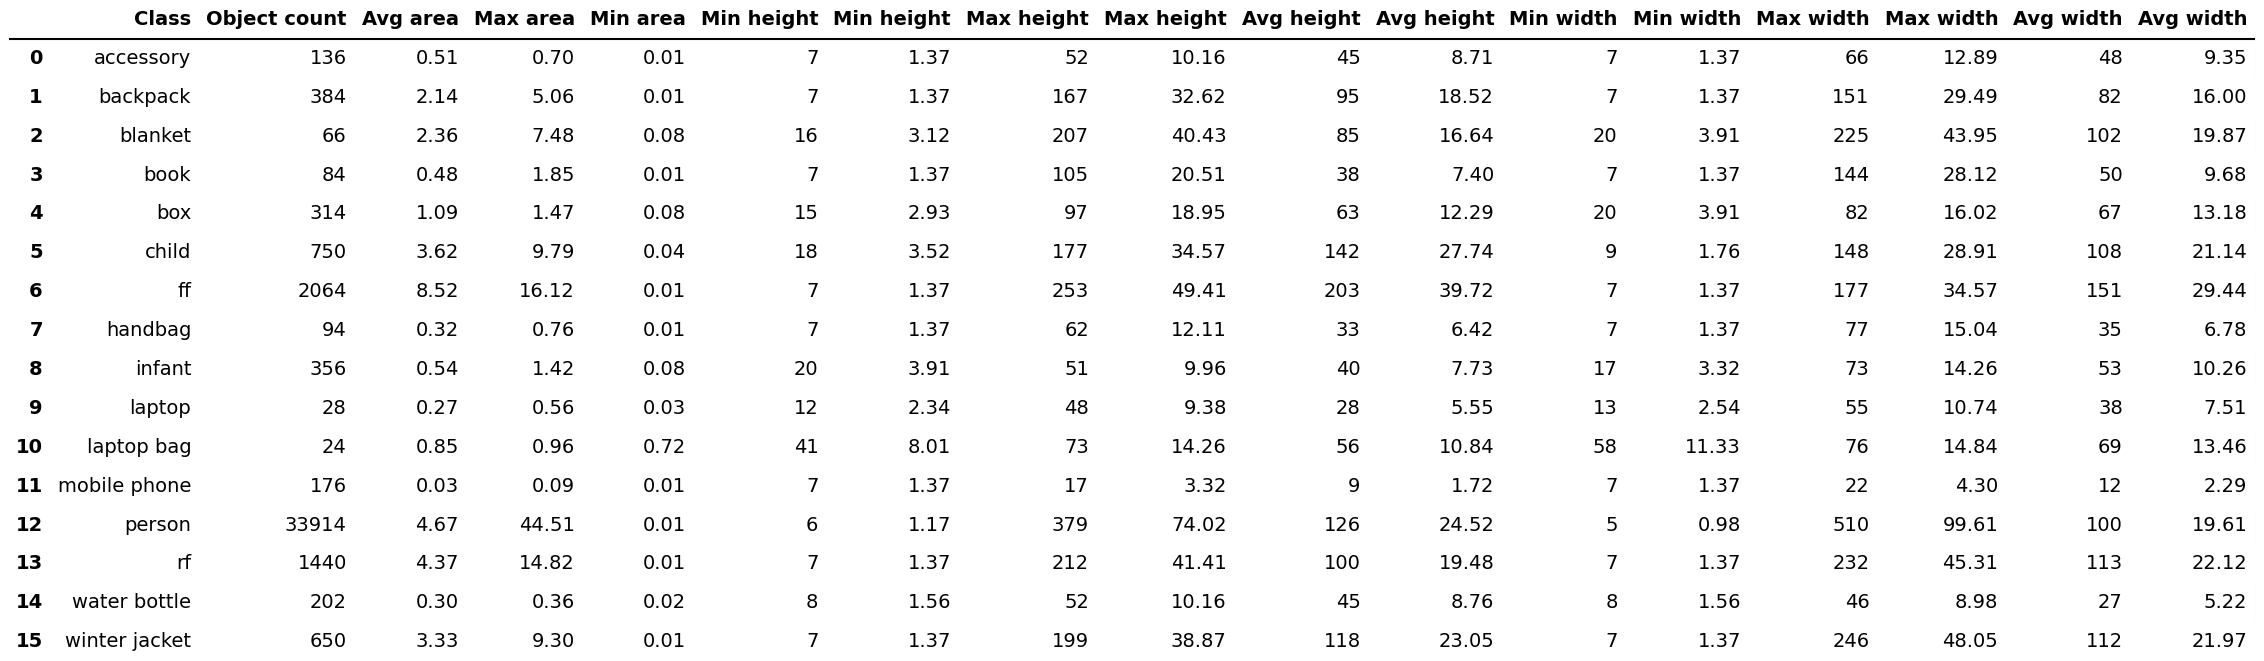 Class Object count Avg area Max area Min area Min height Min height Max height Max height Avg height Avg height Min width Min width Max width Max width Avg width Avg width
0 accessory 136 0.51 0.70 0.01 7 1.37 52 10.16 45 8.71 7 1.37 66 12.89 48 9.35
1 backpack 384 2.14 5.06 0.01 7 1.37 167 32.62 95 18.52 7 1.37 151 29.49 82 16.00
2 blanket 66 2.36 7.48 0.08 16 3.12 207 40.43 85 16.64 20 3.91 225 43.95 102 19.87
3 book 84 0.48 1.85 0.01 7 1.37 105 20.51 38 7.40 7 1.37 144 28.12 50 9.68
4 box 314 1.09 1.47 0.08 15 2.93 97 18.95 63 12.29 20 3.91 82 16.02 67 13.18
5 child 750 3.62 9.79 0.04 18 3.52 177 34.57 142 27.74 9 1.76 148 28.91 108 21.14
6 ff 2064 8.52 16.12 0.01 7 1.37 253 49.41 203 39.72 7 1.37 177 34.57 151 29.44
7 handbag 94 0.32 0.76 0.01 7 1.37 62 12.11 33 6.42 7 1.37 77 15.04 35 6.78
8 infant 356 0.54 1.42 0.08 20 3.91 51 9.96 40 7.73 17 3.32 73 14.26 53 10.26
9 laptop 28 0.27 0.56 0.03 12 2.34 48 9.38 28 5.55 13 2.54 55 10.74 38 7.51
10 laptop bag 24 0.85 0.96 0.72 41 8.01 73 14.26 56 10.84 58 11.33 76 14.84 69 13.46
11 mobile phone 176 0.03 0.09 0.01 7 1.37 17 3.32 9 1.72 7 1.37 22 4.30 12 2.29
12 person 33914 4.67 44.51 0.01 6 1.17 379 74.02 126 24.52 5 0.98 510 99.61 100 19.61
13 rf 1440 4.37 14.82 0.01 7 1.37 212 41.41 100 19.48 7 1.37 232 45.31 113 22.12
14 water bottle 202 0.30 0.36 0.02 8 1.56 52 10.16 45 8.76 8 1.56 46 8.98 27 5.22
15 winter jacket 650 3.33 9.30 0.01 7 1.37 199 38.87 118 23.05 7 1.37 246 48.05 112 21.97